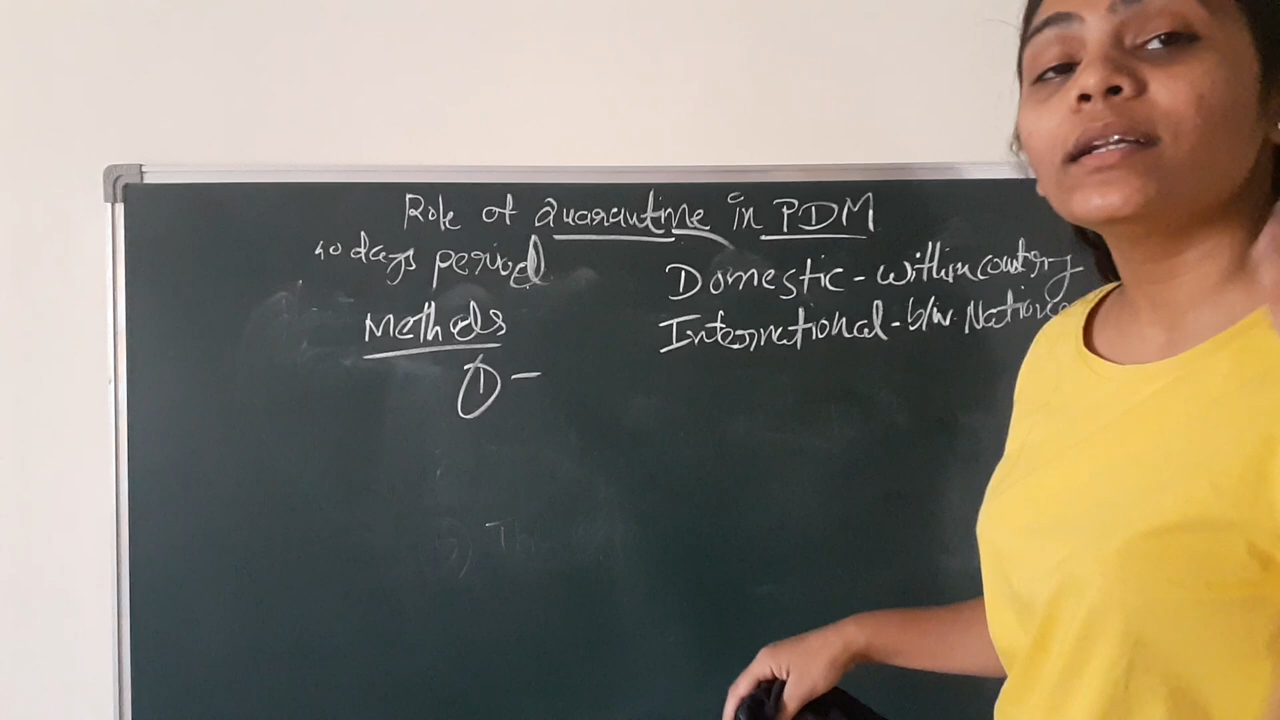 Role of Quarantine in PDM
40 days period
Domestic - within country
International - b/w. Nations
Methods
① -